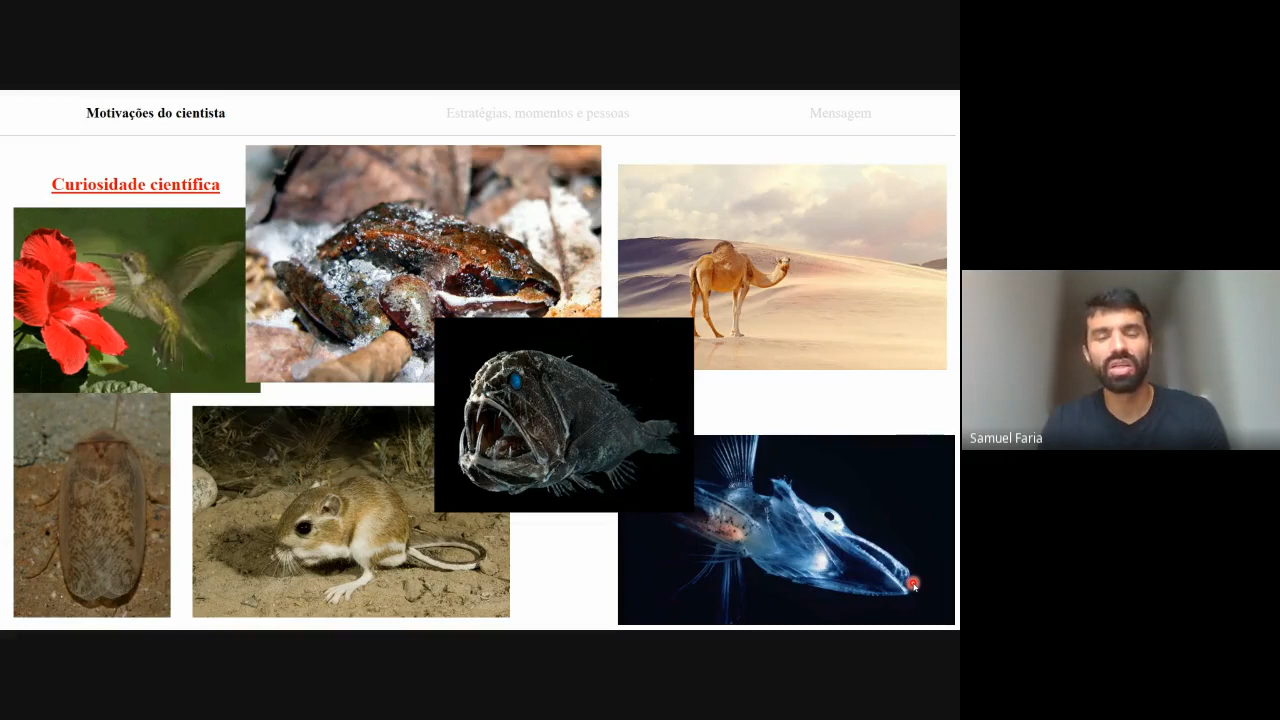 Motivações do cientista
Estratégias, momentos e pessoas
Mensagem
Curiosidade científica
Samuel Faria